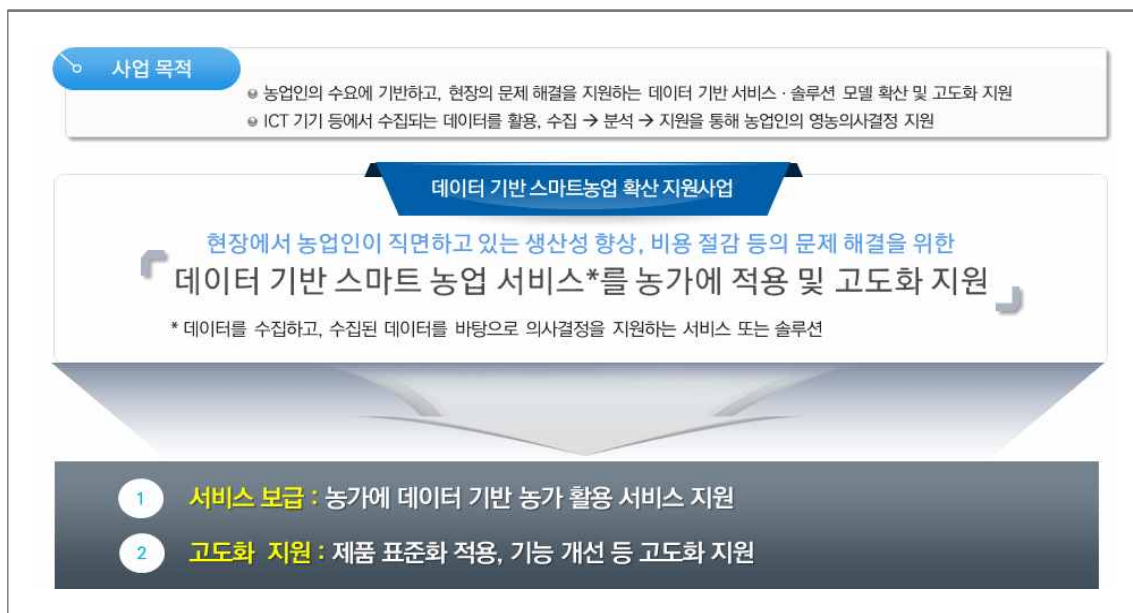 사업 목적
● 농업인의 수요에 기반하고, 현장의 문제 해결을 지원하는 데이터 기반 서비스 · 솔루션 모델 확산 및 고도화 지원
● ICT 기기 등에서 수집되는 데이터를 활용, 수집 → 분석 → 지원을 통해 농업인의 영농의사결정 지원
데이터 기반 스마트농업 확산 지원사업
현장에서 농업인이 직면하고 있는 생산성 향상, 비용 절감 등의 문제 해결을 위한
데이터 기반 스마트 농업 서비스*를 농가에 적용 및 고도화 지원
* 데이터를 수집하고, 수집된 데이터를 바탕으로 의사결정을 지원하는 서비스 또는 솔루션
1 서비스 보급 : 농가에 데이터 기반 농가 활용 서비스 지원
2 고도화 지원 : 제품 표준화 적용, 기능 개선 등 고도화 지원